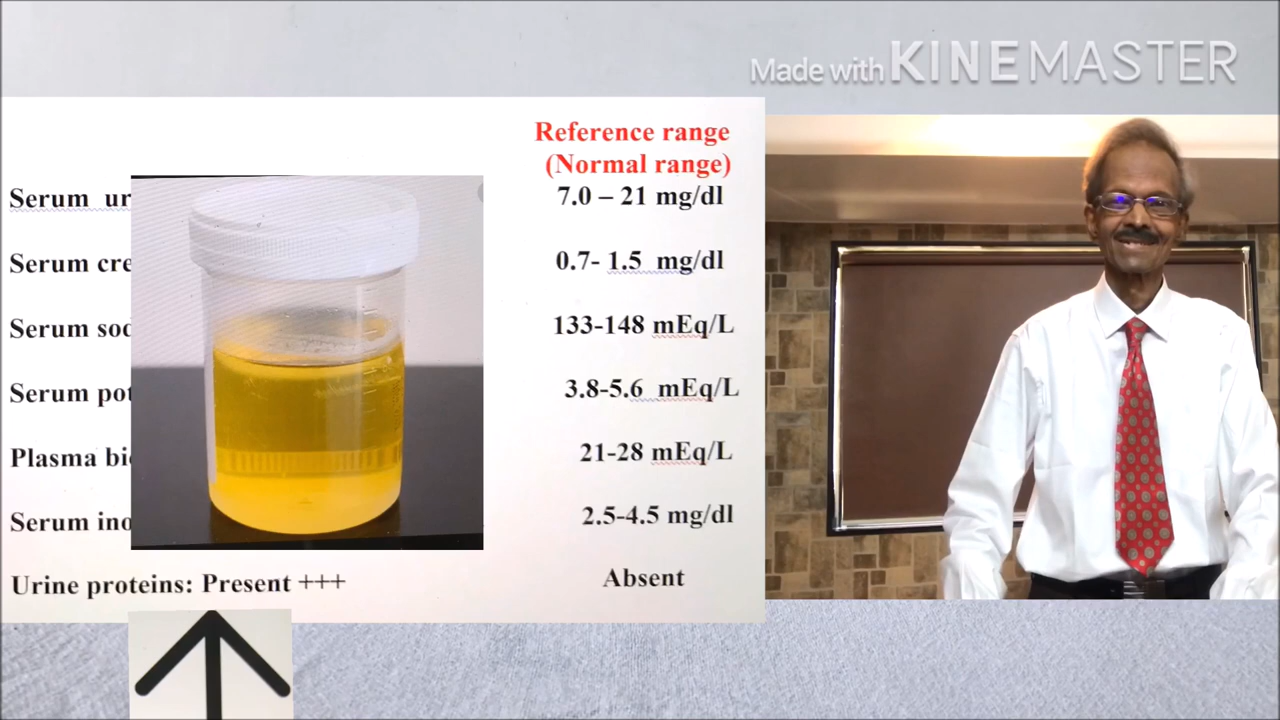 Made with KINEMASTER
Reference range
(Normal range)
Serum ur 7.0 – 21 mg/dl
Serum cre 0.7- 1.5 mg/dl
Serum sod 133-148 mEq/L
Serum pot 3.8-5.6 mEq/L
Plasma bic 21-28 mEq/L
Serum ino 2.5-4.5 mg/dl
Urine proteins: Present +++ Absent